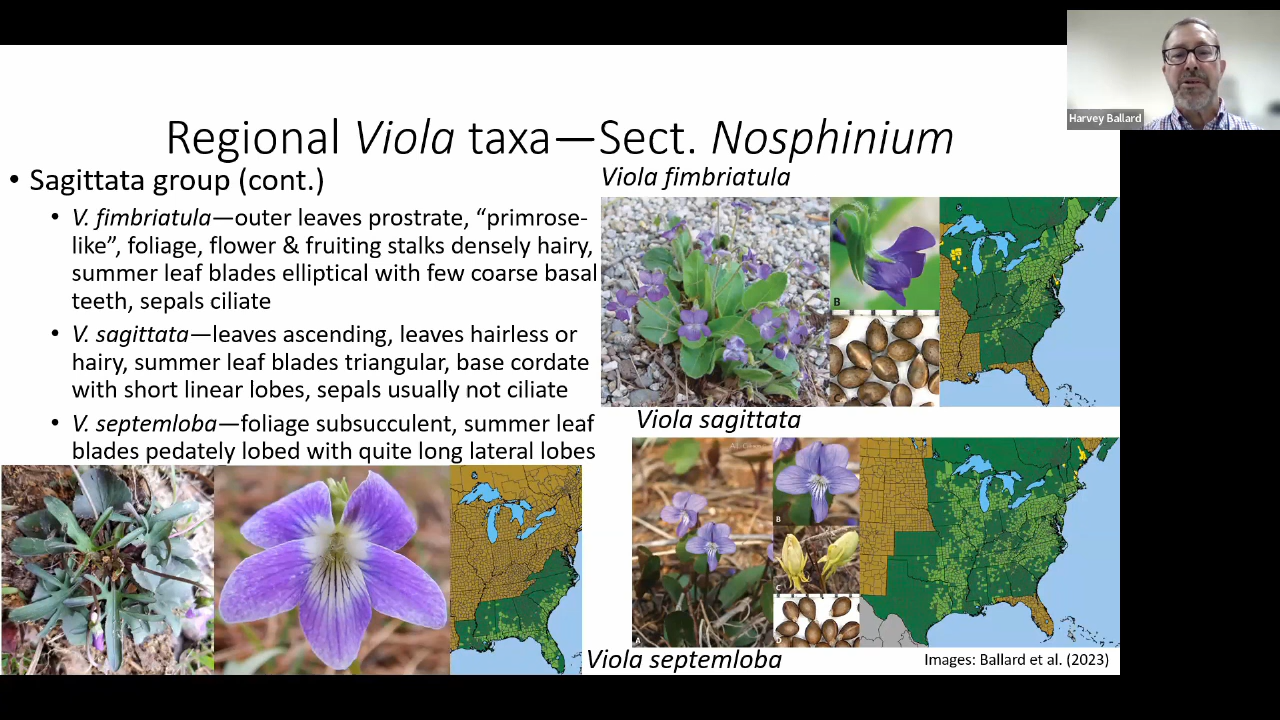 Harvey Ballard
Regional Viola taxa—Sect. Nosphinium
• Sagittata group (cont.)
• V. fimbriatula—outer leaves prostrate, “primrose-
like”, foliage, flower & fruiting stalks densely hairy,
summer leaf blades elliptical with few coarse basal
teeth, sepals ciliate
• V. sagittata—leaves ascending, leaves hairless or
hairy, summer leaf blades triangular, base cordate
with short linear lobes, sepals usually not ciliate
• V. septemloba—foliage subsucculent, summer leaf
blades pedately lobed with quite long lateral lobes
Viola fimbriatula
B
Viola sagittata
B
C
A
Viola septemloba
Images: Ballard et al. (2023)